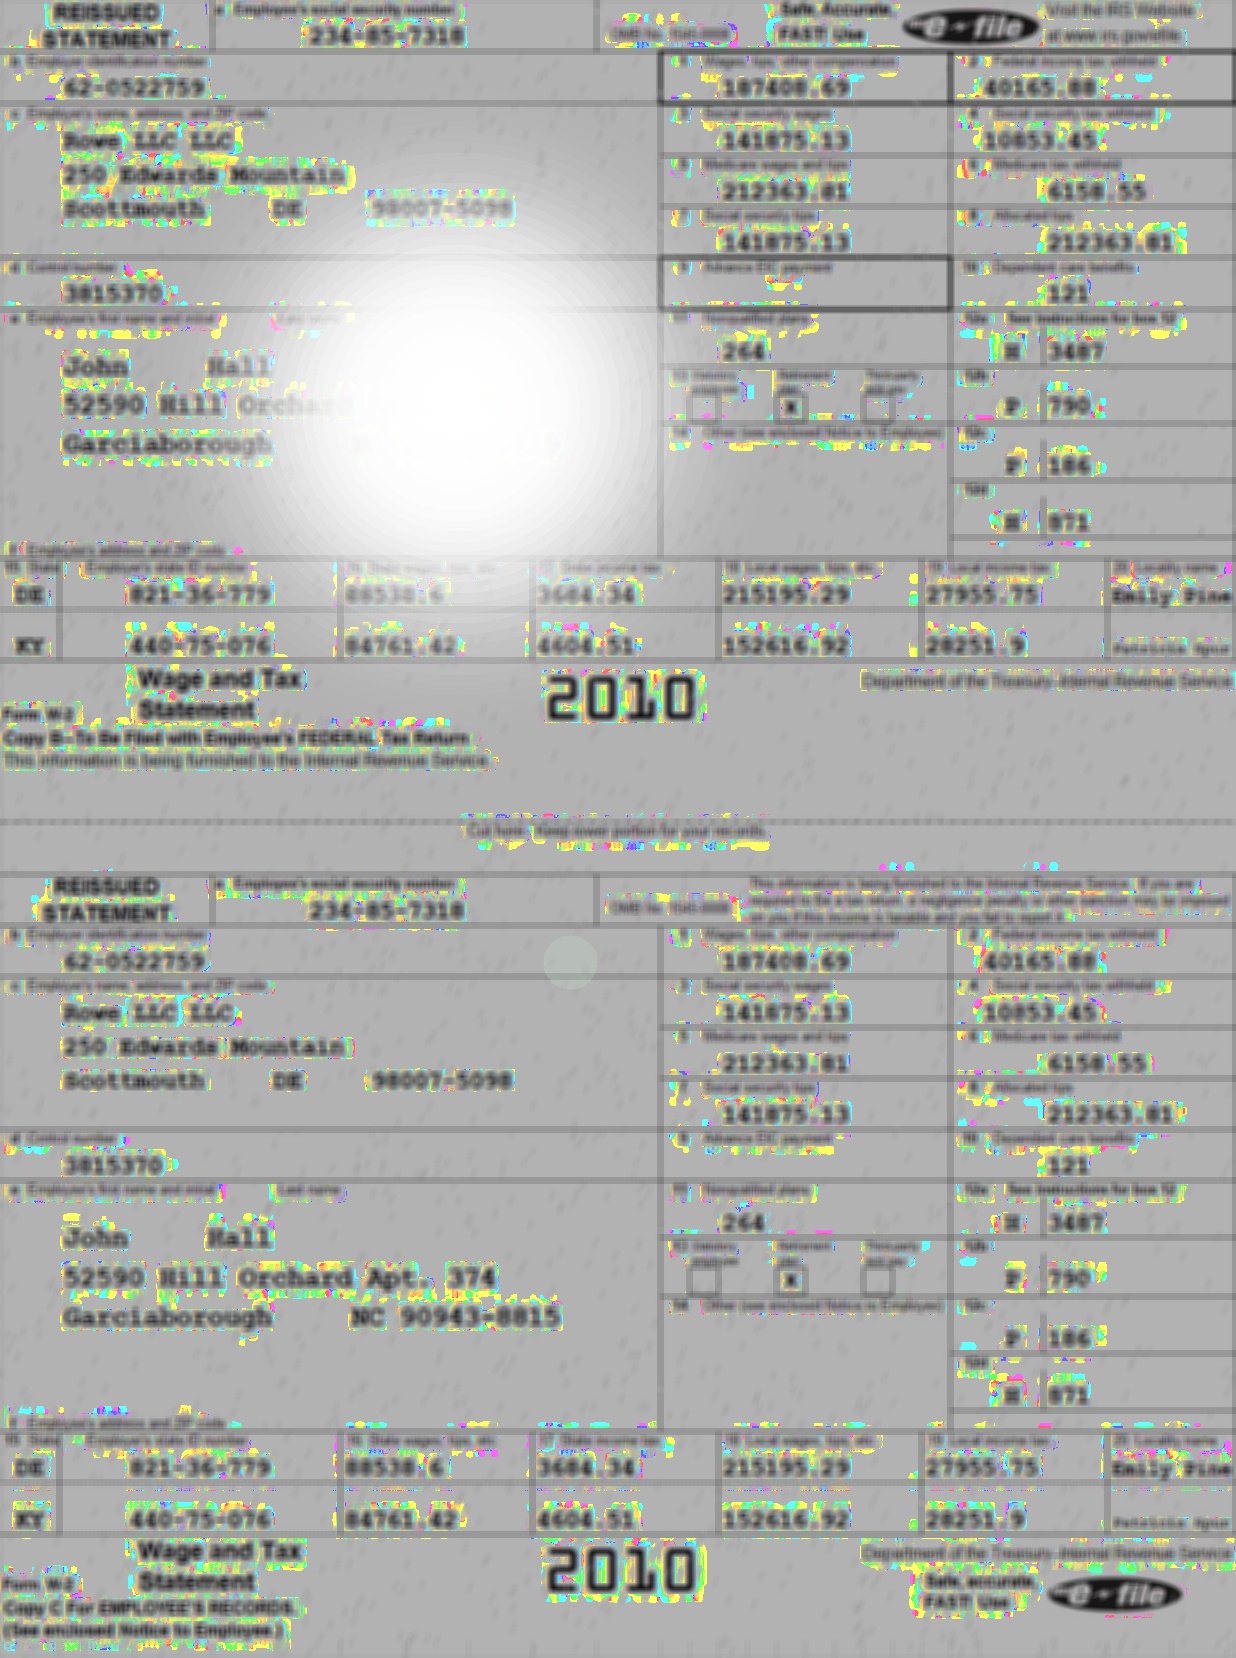 REISSUED STATEMENT
a Employee's social security number
234-85-7318
OMB No. 1545-0008
Safe, Accurate, FAST! Use
e~file
Visit the IRS Website at www.irs.gov/efile.
b Employer identification number
62-0522759
1 Wages, tips, other compensation
187408.69
2 Federal income tax withheld
40165.88
c Employer's name, address, and ZIP code
Rowe LLC LLC
250 Edwards Mountain
Scottmouth DE 98007-5098
3 Social security wages
141875.13
4 Social security tax withheld
10853.45
5 Medicare wages and tips
212363.81
6 Medicare tax withheld
6158.55
7 Social security tips
141875.13
8 Allocated tips
212363.81
d Control number
3815370
9 Advance EIC payment
10 Dependent care benefits
121
e Employee's first name and initial Last name
John Hall
52590 Hill Orchard
Garciaborough
11 Nonqualified plans
264
12a See instructions for box 12
H 3487
13 Statutory employee Retirement plan Third-party sick pay
X
12b
P 790
14 Other (see enclosed Notice to Employee)
12c
P 186
12d
H 871
f Employee's address and ZIP code
15 State Employer's state ID number 16 State wages, tips, etc. 17 State income tax 18 Local wages, tips, etc. 19 Local income tax 20 Locality name
DE 821-36-779 88538.6 3684.34 215195.29 27955.75 Emily Pine
KY 440-75-076 84761.42 4604.51 152616.92 28251.9
Form W-2
Wage and Tax Statement
2010
Department of the Treasury-Internal Revenue Service
Copy B-To Be Filed with Employee's FEDERAL Tax Return.
This information is being furnished to the Internal Revenue Service.
Cut here. Keep lower portion for your records.
REISSUED STATEMENT
a Employee's social security number
234-85-7318
OMB No. 1545-0008
This information is being furnished to the Internal Revenue Service. If you are
required to file a tax return, a negligence penalty or other sanction may be imposed
on you if this income is taxable and you fail to report it.
b Employer identification number
62-0522759
1 Wages, tips, other compensation
187408.69
2 Federal income tax withheld
40165.88
c Employer's name, address, and ZIP code
Rowe LLC LLC
250 Edwards Mountain
Scottmouth DE 98007-5098
3 Social security wages
141875.13
4 Social security tax withheld
10853.45
5 Medicare wages and tips
212363.81
6 Medicare tax withheld
6158.55
7 Social security tips
141875.13
8 Allocated tips
212363.81
d Control number
3815370
9 Advance EIC payment
10 Dependent care benefits
121
e Employee's first name and initial Last name
John Hall
52590 Hill Orchard Apt. 374
Garciaborough NC 90943-8815
11 Nonqualified plans
264
12a See instructions for box 12
H 3487
13 Statutory employee Retirement plan Third-party sick pay
X
12b
P 790
14 Other (see enclosed Notice to Employee)
12c
P 186
12d
H 871
f Employee's address and ZIP code
15 State Employer's state ID number 16 State wages, tips, etc. 17 State income tax 18 Local wages, tips, etc. 19 Local income tax 20 Locality name
DE 821-36-779 88538.6 3684.34 215195.29 27955.75 Emily Pine
KY 440-75-076 84761.42 4604.51 152616.92 28251.9
Form W-2
Wage and Tax Statement
2010
Department of the Treasury-Internal Revenue Service
Copy C For EMPLOYEE'S RECORDS
(See enclosed Notice to Employee.)
Safe, accurate, FAST! Use
e~file